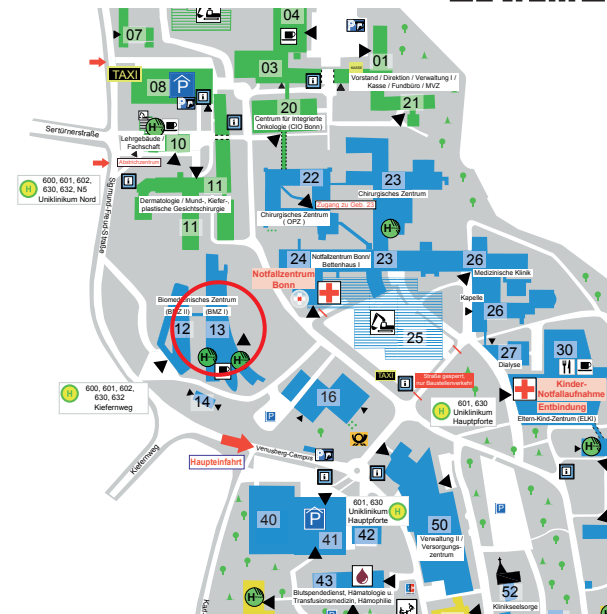 04
07
03
01
KASSE
TAXI
Vorstand / Direktion / Verwaltung I /
Kasse / Fundbüro / MVZ
08
P
P
i
20
21
Centrum für Integrierte
Onkologie (CIO Bonn)
Sertürnerstraße
Lehrgebäude /
Fachschaft
10
Abstrichzentrum
H
600, 601, 602,
630, 632, N5
Uniklinikum Nord
Sigmund-Freud-Straße
11
Dermatologie / Mund-, Kiefer-,
plastische Gesichtschirurgie
11
22
23
Chirurgisches Zentrum
Zugang zu Geb. 23
Chirurgisches Zentrum
( OPZ )
24
Notfallzentrum Bonn/
Bettenhaus I
23
26
Medizinische Klinik
Notfallzentrum
Bonn
Kapelle
26
Biomedizinisches Zentrum
(BMZ II)
(BMZ I)
12
13
25
27
Dialyse
30
Kinder-
Notfallaufnahme
Entbindung
Eltern-Kind-Zentrum (ELKI)
TAXI
Straße gesperrt,
nur Baustellenverkehr
H
600, 601, 602,
630, 632
Kiefernweg
14
16
H
601, 630
Uniklinikum
Hauptpforte
Kiefernweg
Haupteinfahrt
Venusberg-Campus
P
40
P
41
601, 630
Uniklinikum
Hauptpforte
H
42
50
Verwaltung II /
Versorgungs-
zentrum
P
43
Blutspendedienst, Hämatologie u.
Transfusionsmedizin, Hämophilie
52
Klinikseelsorge